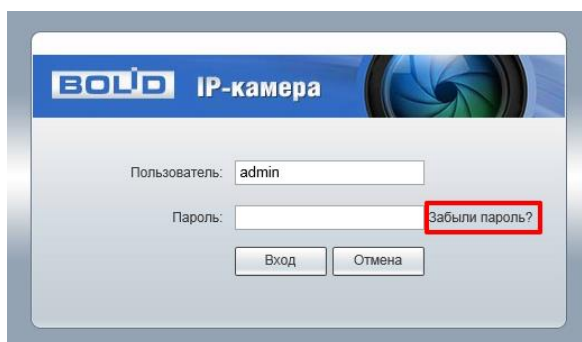 BOLID IP-камера
Пользователь: admin
Пароль: Забыли пароль?
Вход Отмена